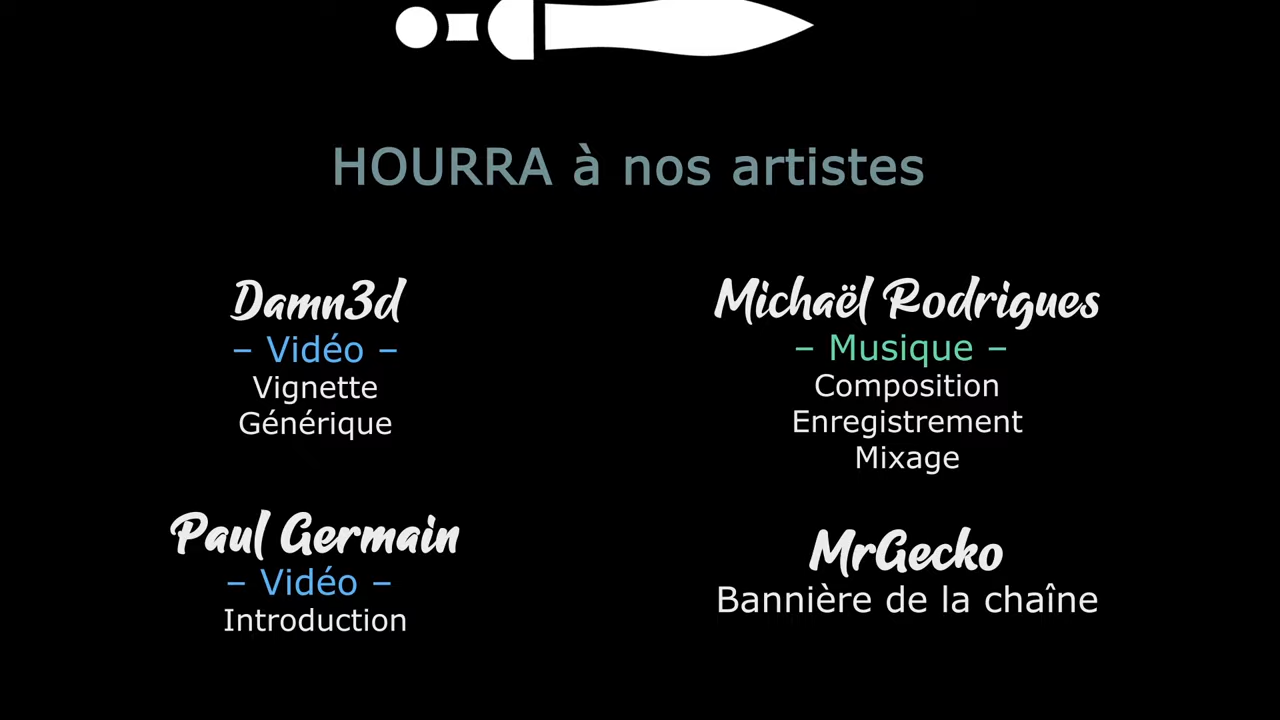 HOURRA à nos artistes
Damn3d
– Vidéo –
Vignette
Générique
Michaël Rodrigues
– Musique –
Composition
Enregistrement
Mixage
Paul Germain
– Vidéo –
Introduction
MrGecko
Bannière de la chaîne